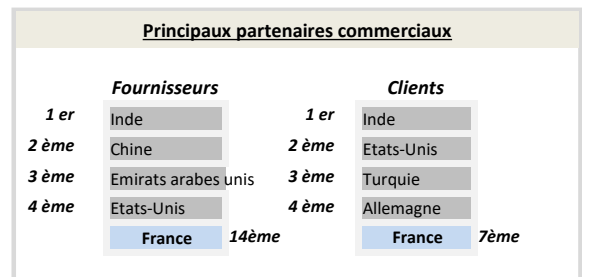 Principaux partenaires commerciaux
Fournisseurs Clients
1 er Inde 1 er Inde
2 ème Chine 2 ème Etats-Unis
3 ème Emirats arabes unis 3 ème Turquie
4 ème Etats-Unis 4 ème Allemagne
France 14ème France 7ème